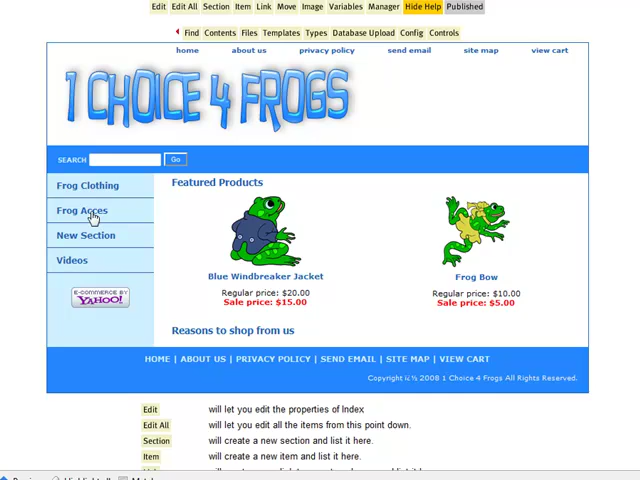 Edit Edit All Section Item Link Move Image Variables Manager Hide Help Published
Find Contents Files Templates Types Database Upload Config Controls
home about us privacy policy send email site map view cart
1 CHOICE 4 FROGS
SEARCH Go
Frog Clothing
Frog Acces
New Section
Videos
E-COMMERCE BY
YAHOO!
Featured Products
Blue Windbreaker Jacket Frog Bow
Regular price: $20.00 Regular price: $10.00
Sale price: $15.00 Sale price: $5.00
Reasons to shop from us
HOME | ABOUT US | PRIVACY POLICY | SEND EMAIL | SITE MAP | VIEW CART
Copyright ï¿½ 2008 1 Choice 4 Frogs All Rights Reserved.
Edit will let you edit the properties of Index
Edit All will let you edit all the items from this point down.
Section will create a new section and list it here.
Item will create a new item and list it here.